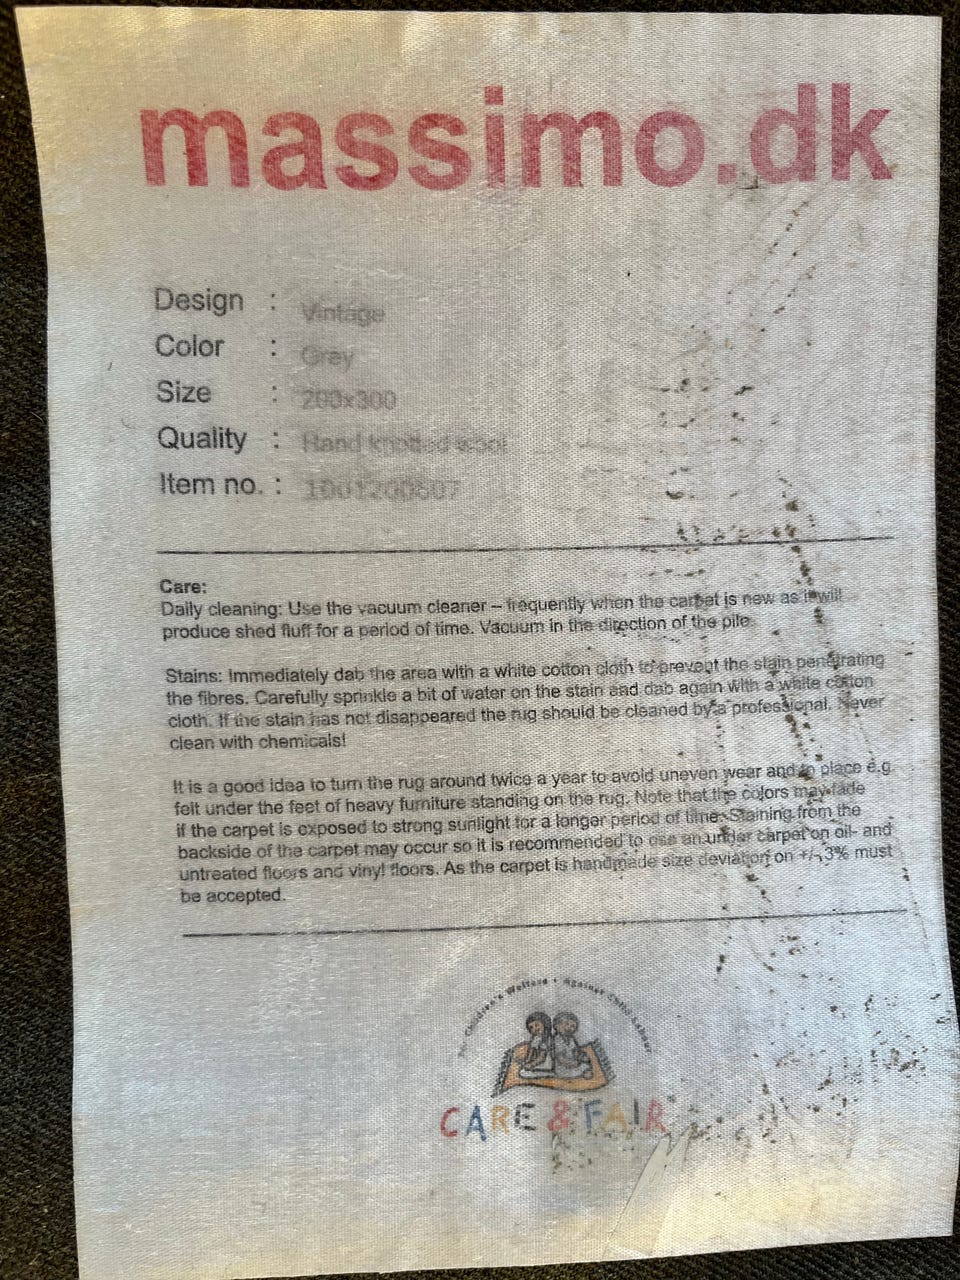 massimo.dk
Design : Vintage
Color : Grey
Size : 200x300
Quality : Hand knotted wool
Item no. :
Care:
Daily cleaning: Use the vacuum cleaner – frequently when the carpet is new as it will
produce shed fluff for a period of time. Vacuum in the direction of the pile
Stains: Immediately dab the area with a white cotton cloth to prevent the stain penetrating
the fibres. Carefully sprinkle a bit of water on the stain and dab again with a white cotton
cloth. If the stain has not disappeared the rug should be cleaned by a professional. Never
clean with chemicals!
It is a good idea to turn the rug around twice a year to avoid uneven wear and to place e.g.
felt under the feet of heavy furniture standing on the rug. Note that the colors may fade
if the carpet is exposed to strong sunlight for a longer period of time. Staining from the
backside of the carpet may occur so it is recommended to use an under carpet on oil- and
untreated floors and vinyl floors. As the carpet is handmade size deviation on +/- 3% must
be accepted.
Children's Welfare • Against Child Labour
CARE & FAIR